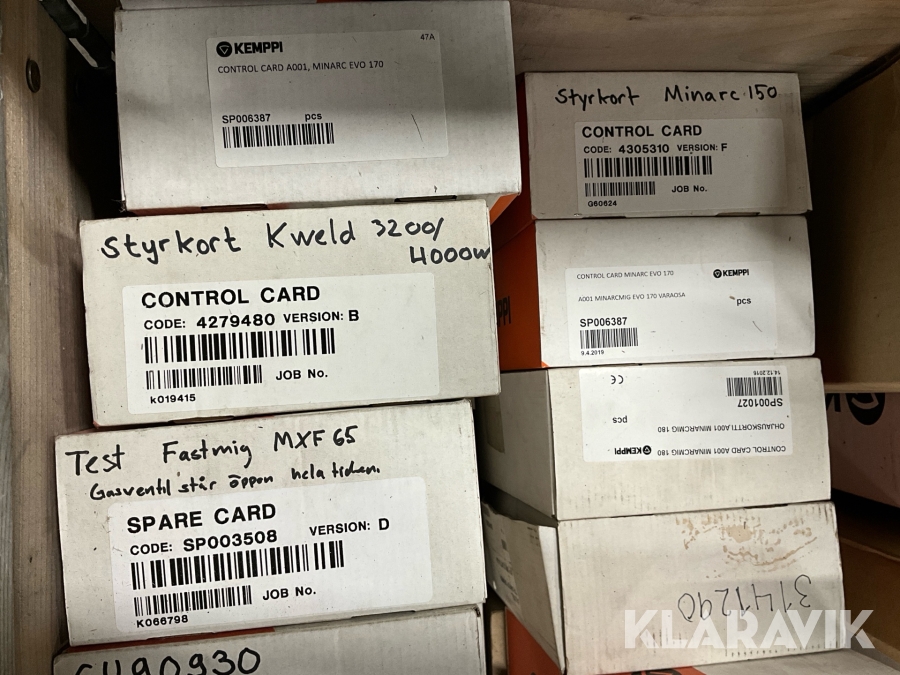 KEMPPI
47A
CONTROL CARD A001, MINARC EVO 170
SP006387 pcs
Styrkort Kweld 3200/
4000w
CONTROL CARD
CODE: 4279480 VERSION: B
JOB No.
K019415
Test Fastmig MXF 65
Gasventil står öppen hela tiden.
SPARE CARD
CODE: SP003508 VERSION: D
JOB No.
K066798
Styrkort Minarc 150
CONTROL CARD
CODE: 4305310 VERSION: F
JOB No.
G60624
CONTROL CARD MINARC EVO 170 KEMPPI
A001 MINARCMIG EVO 170 VARAOSA
pcs
SP006387
9.4.2019
CONTROL CARD A001 MINARCMIG 180 KEMPPI
OHJAUSKORTTI A001 MINARCMIG 180
SP001027 pcs
14.12.2016 CE
3147290
KLARAVIK